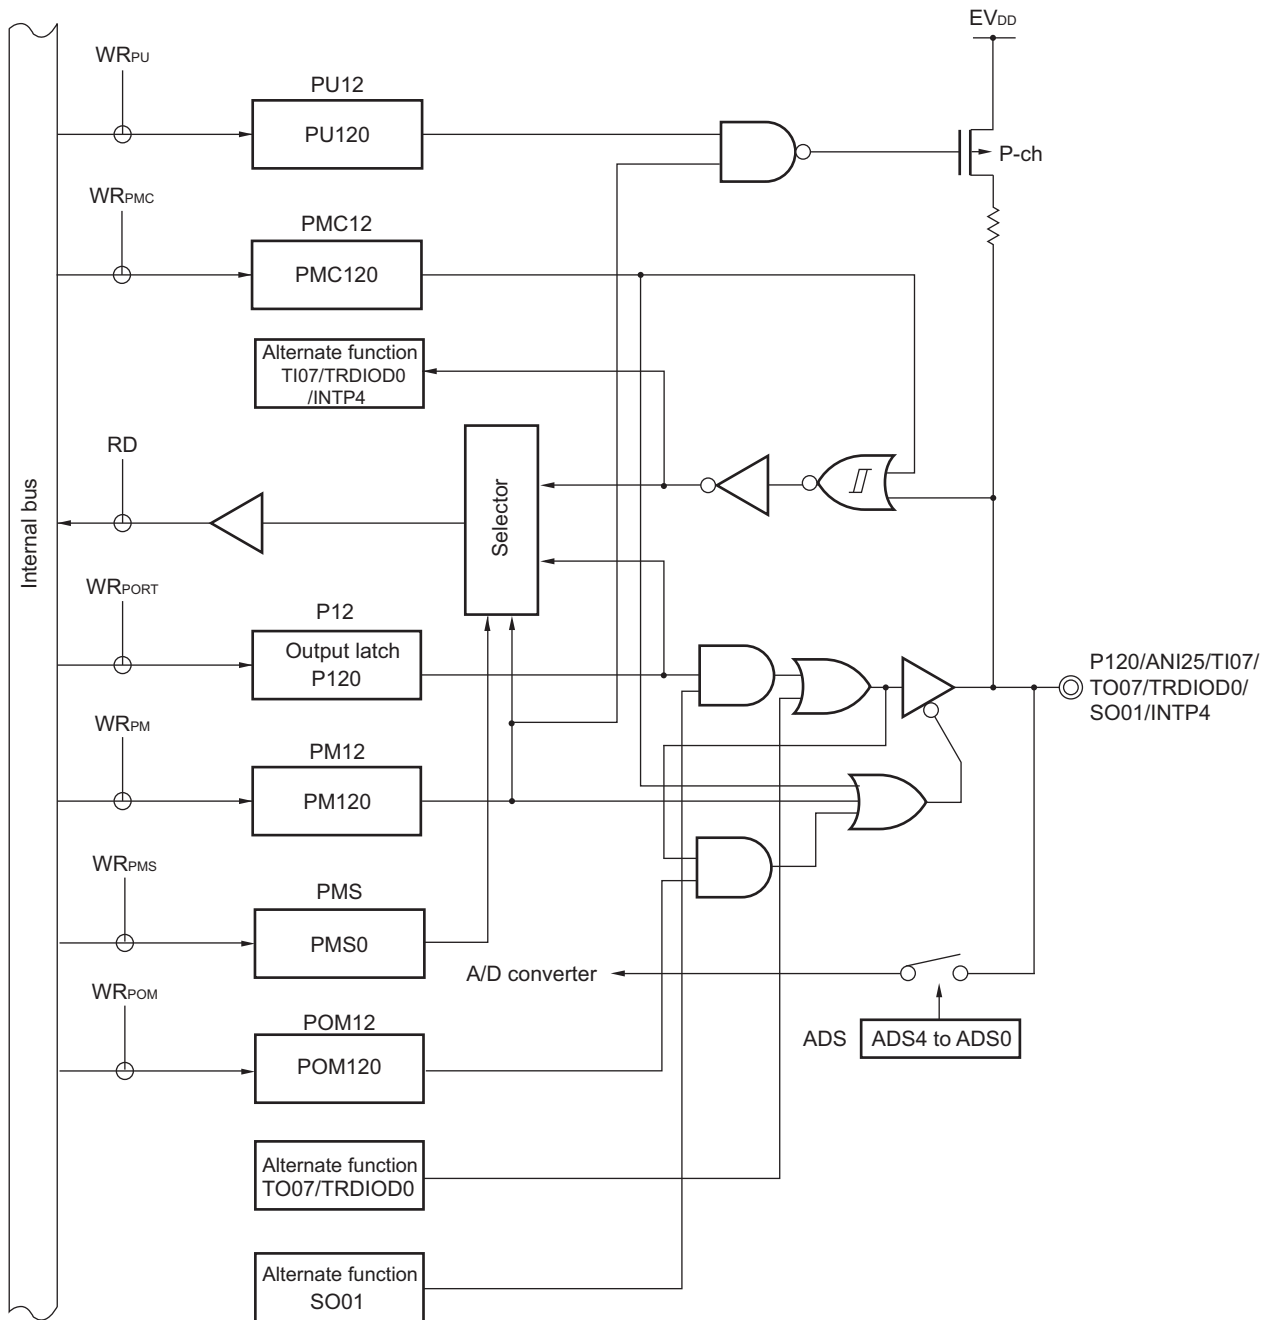 EVDD
WRPU
PU12
PU120
P-ch
WRPMC
PMC12
PMC120
Alternate function
TI07/TRDIOD0
/INTP4
RD
Selector
Internal bus
WRPORT
P12
Output latch
P120
P120/ANI25/TI07/
TO07/TRDIOD0/
SO01/INTP4
WRPM
PM12
PM120
WRPMS
PMS
PMS0
A/D converter
WRPOM
POM12
POM120
ADS
ADS4 to ADS0
Alternate function
TO07/TRDIOD0
Alternate function
SO01